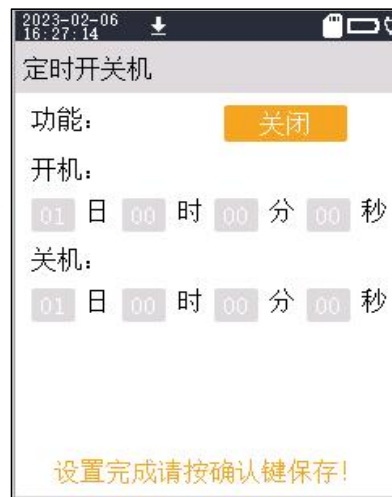 2023-02-06
16:27:14
定时开关机
功能：
关闭
开机：
01 日 00 时 00 分 00 秒
关机：
01 日 00 时 00 分 00 秒
设置完成请按确认键保存!